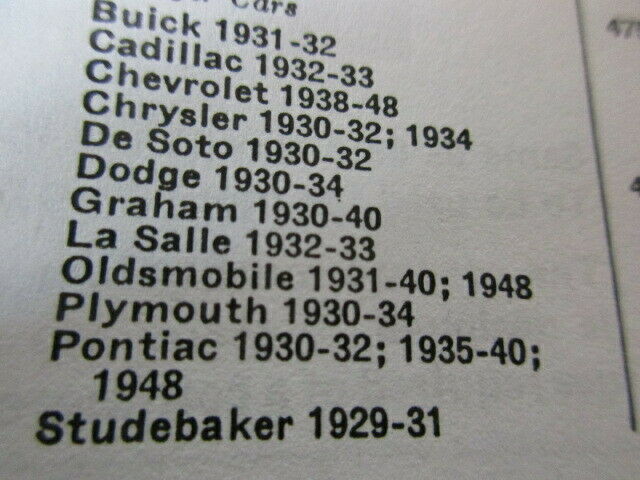 Cars
Buick 1931-32
Cadillac 1932-33
Chevrolet 1938-48
Chrysler 1930-32; 1934
De Soto 1930-32
Dodge 1930-34
Graham 1930-40
La Salle 1932-33
Oldsmobile 1931-40; 1948
Plymouth 1930-34
Pontiac 1930-32; 1935-40;
1948
Studebaker 1929-31